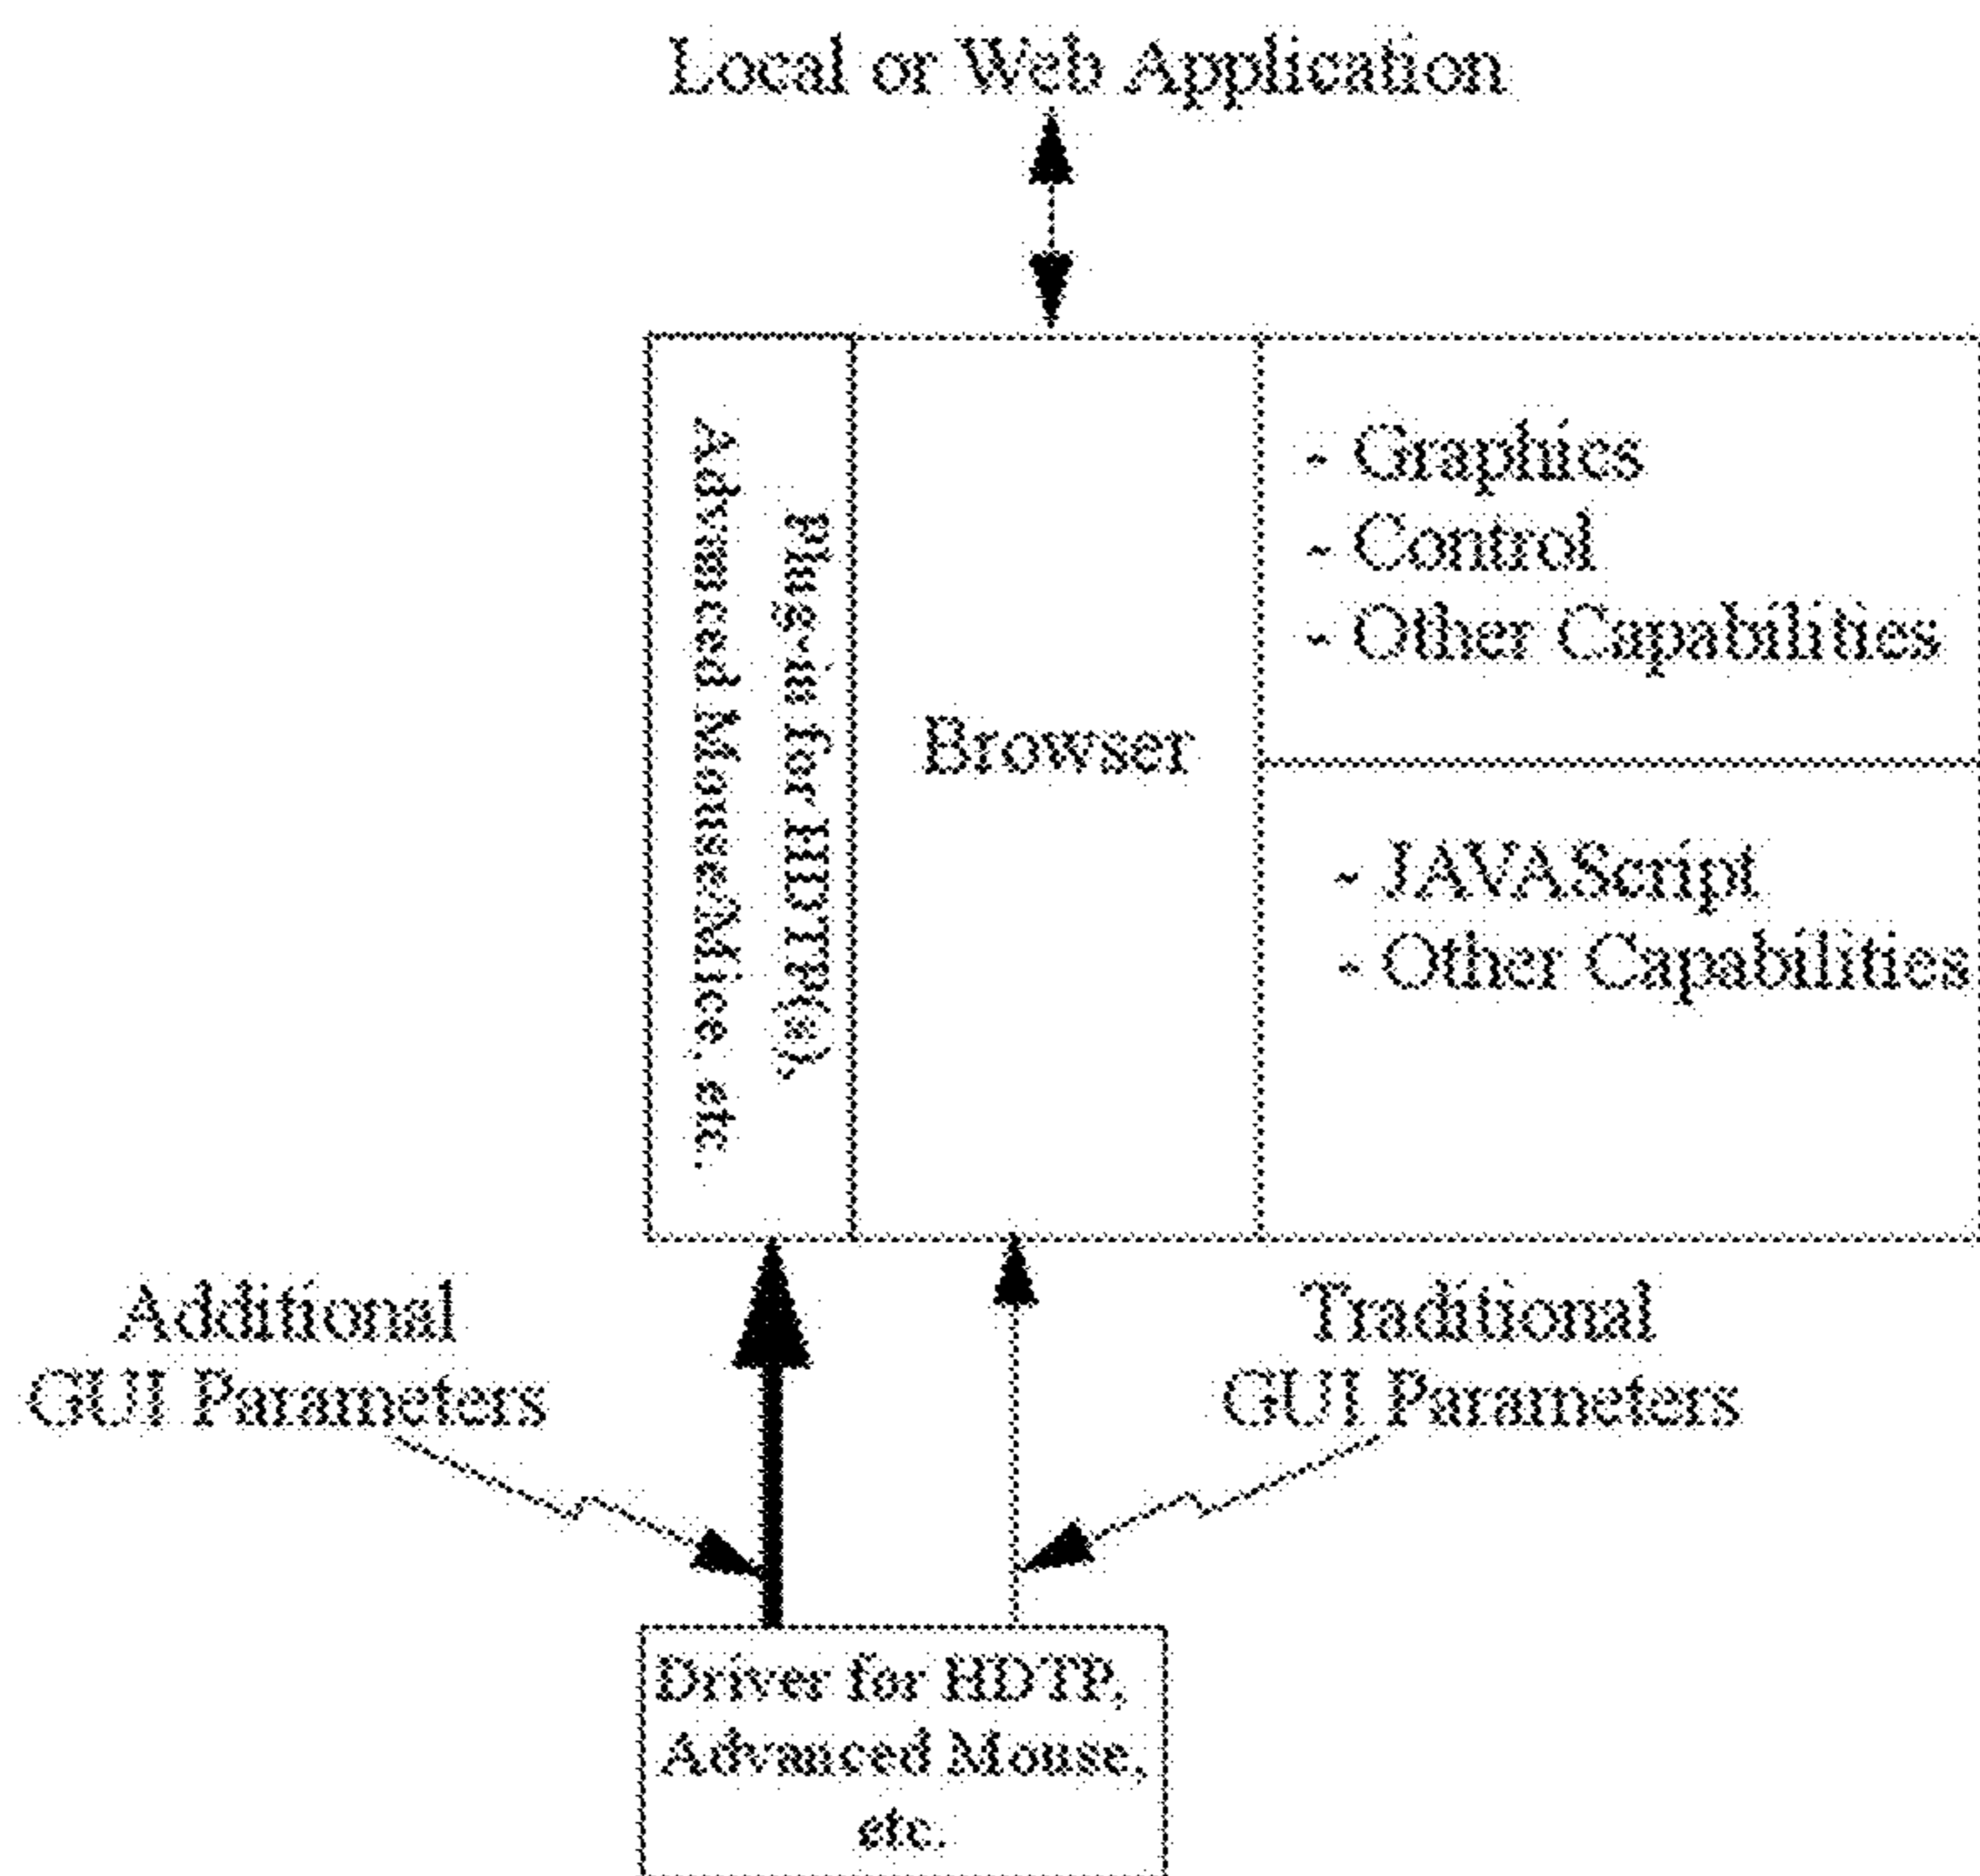 Local or Web Application
Plug-in for HDTP(s),
Advanced Mouse/Mice, etc.
Browser
- Graphics
- Control
- Other Capabilities
- JAVAScript
- Other Capabilities
Additional
GUI Parameters
Traditional
GUI Parameters
Driver for HDTP,
Advanced Mouse,
etc.